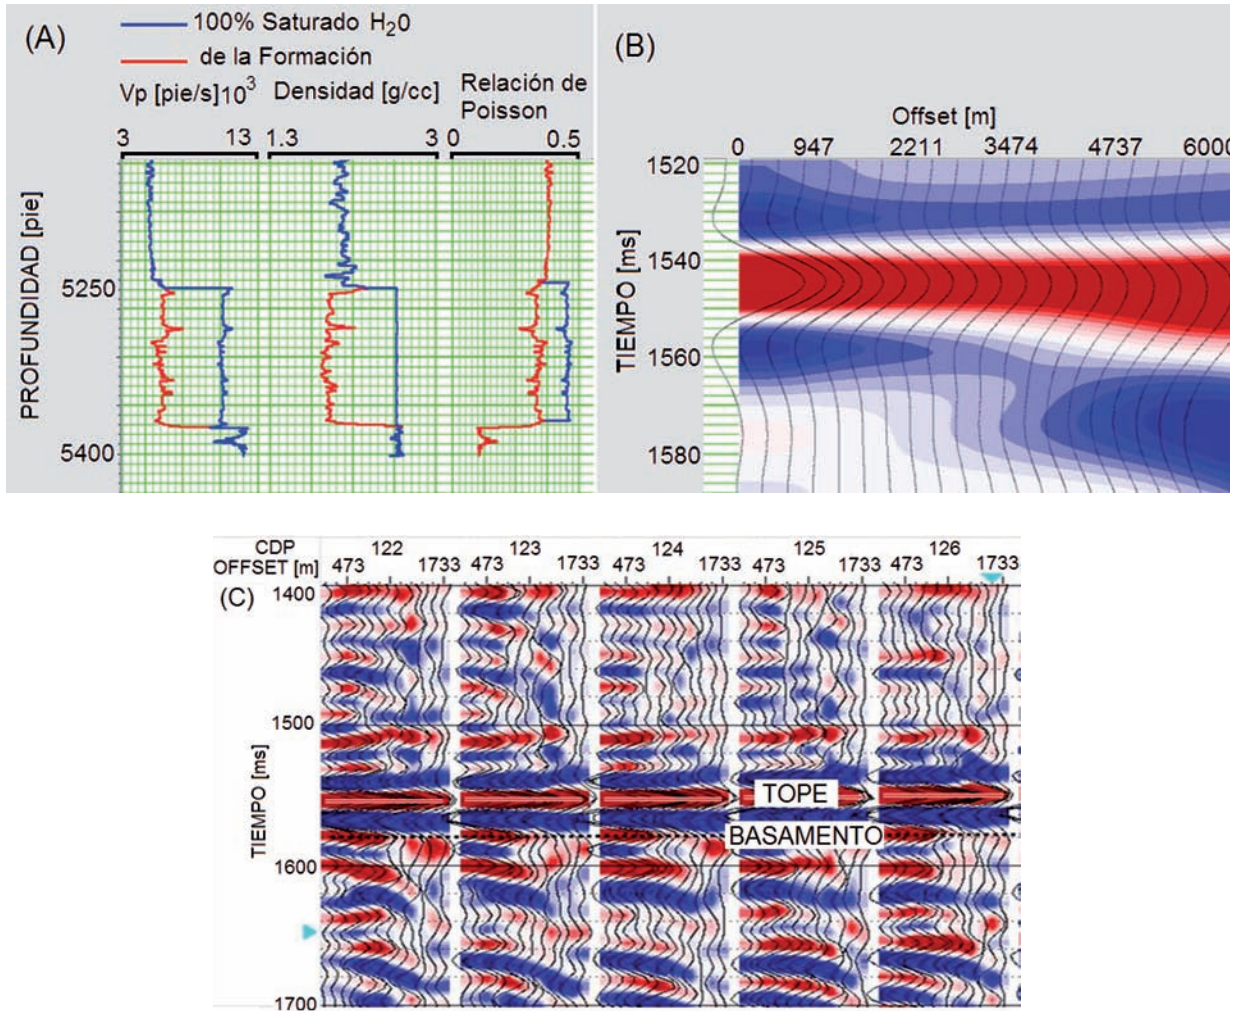 (A)
100% Saturado H20
de la Formación
Vp [pie/s]10^3 Densidad [g/cc] Relación de Poisson
3 13 1.3 3 0 0.5
PROFUNDIDAD [pie]
5250
5400
(B)
Offset [m]
0 947 2211 3474 4737 6000
TIEMPO [ms]
1520
1540
1560
1580
CDP 122 123 124 125 126
OFFSET [m] 473 1733 473 1733 473 1733 473 1733 473 1733
(C)
TIEMPO [ms]
1400
1500
1600
1700
TOPE
BASAMENTO